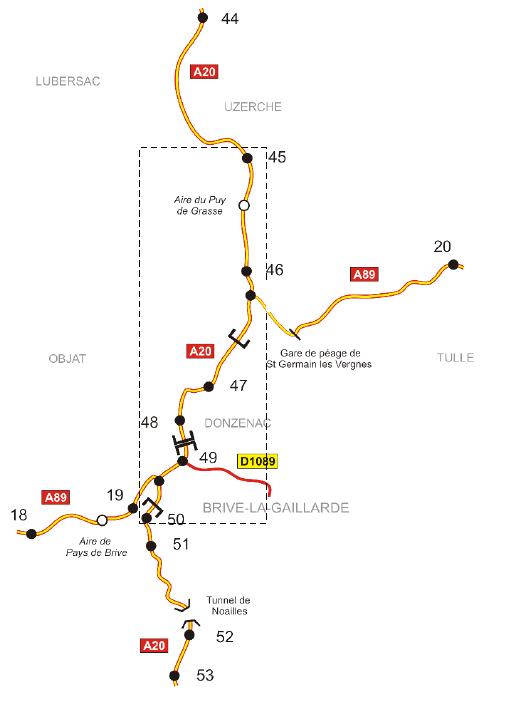 44
A20
LUBERSAC
UZERCHE
45
Aire du Puy
de Grasse
20
46
A89
A20
Gare de péage de
St Germain les Vergnes
OBJAT
TULLE
47
48
DONZENAC
49
D1089
A89
19
18
BRIVE-LA-GAILLARDE
50
Aire de
Pays de Brive
51
Tunnel de
Noailles
52
A20
53